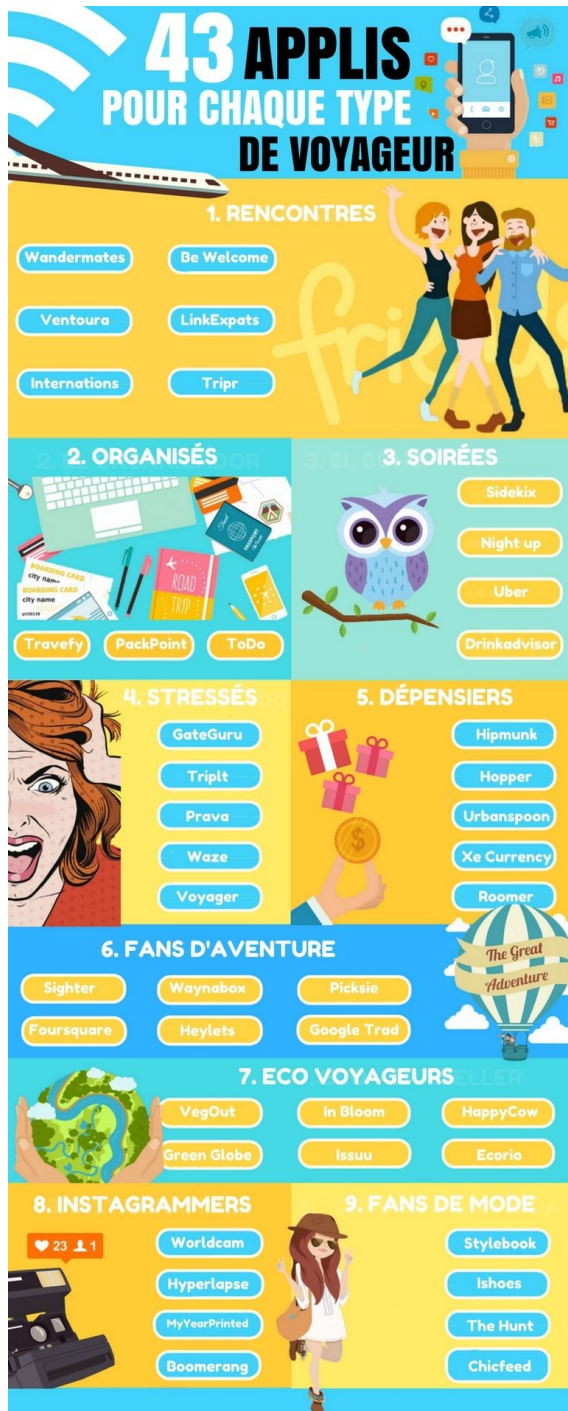 43 APPLIS
POUR CHAQUE TYPE
DE VOYAGEUR
1. RENCONTRES
Wandermates
Be Welcome
Ventoura
LinkExpats
Internations
Tripr
friends
2. ORGANISÉS
BOARDING CARD
city name
BOARDING CARD
city name
ROAD
TRIP
PASSPORT
Travefy
PackPoint
ToDo
3. SOIRÉES
Sidekix
Night up
Uber
Drinkadvisor
4. STRESSÉS
GateGuru
TripIt
Prava
Waze
Voyager
5. DÉPENSIERS
Hipmunk
Hopper
Urbanspoon
Xe Currency
Roomer
6. FANS D'AVENTURE
The Great
Adventure
Sighter
Waynabox
Picksie
Foursquare
Heylets
Google Trad
7. ECO VOYAGEURS
VegOut
In Bloom
HappyCow
Green Globe
Issuu
Ecorio
8. INSTAGRAMMERS
23 1
Worldcam
Hyperlapse
MyYearPrinted
Boomerang
9. FANS DE MODE
Stylebook
Ishoes
The Hunt
Chicfeed